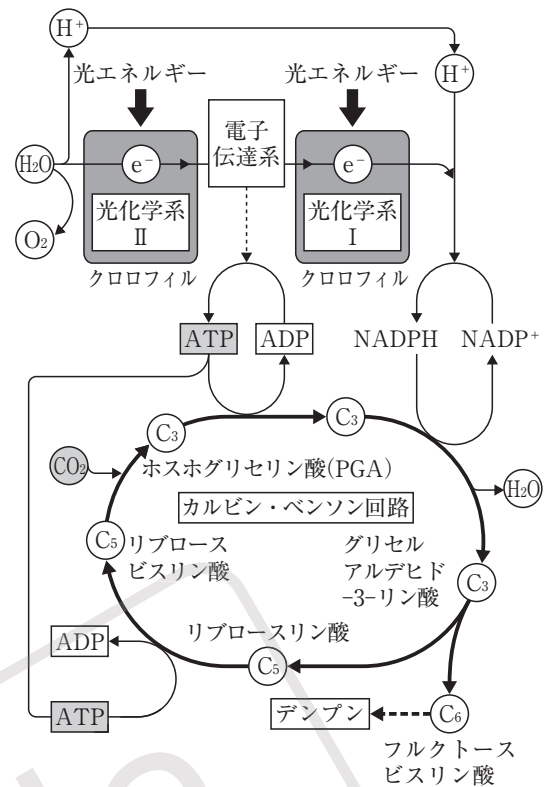 H⁺
光エネルギー
光エネルギー
H⁺
電子
伝達系
H₂O
e⁻
e⁻
光化学系
Ⅱ
光化学系
Ⅰ
O₂
クロロフィル
クロロフィル
ATP
ADP
NADPH
NADP⁺
C₃
C₃
CO₂
ホスホグリセリン酸(PGA)
H₂O
カルビン・ベンソン回路
C₅
リブロース
ビスリン酸
グリセル
アルデヒド
-3-リン酸
C₃
リブロースリン酸
ADP
C₅
ATP
デンプン
C₆
フルクトース
ビスリン酸